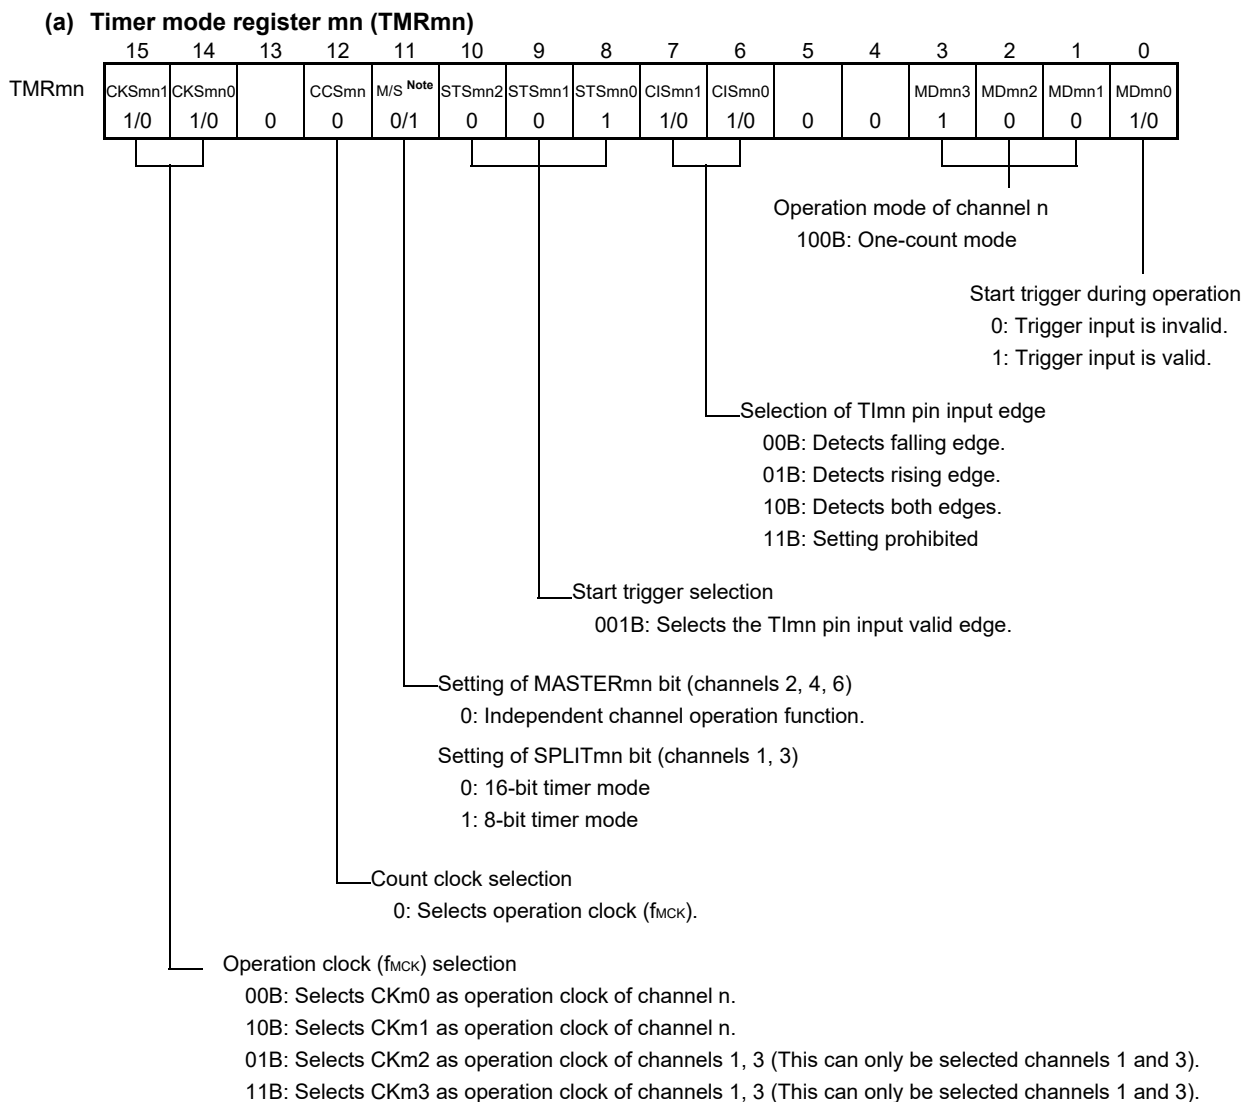 (a) Timer mode register mn (TMRmn)
15 14 13 12 11 10 9 8 7 6 5 4 3 2 1 0
TMRmn
CKSmn1 CKSmn0 CCSmn M/S Note STSmn2 STSmn1 STSmn0 CISmn1 CISmn0 MDmn3 MDmn2 MDmn1 MDmn0
1/0 1/0 0 0 0/1 0 0 1 1/0 1/0 0 0 1 0 0 1/0
Operation mode of channel n
100B: One-count mode
Start trigger during operation
0: Trigger input is invalid.
1: Trigger input is valid.
Selection of TImn pin input edge
00B: Detects falling edge.
01B: Detects rising edge.
10B: Detects both edges.
11B: Setting prohibited
Start trigger selection
001B: Selects the TImn pin input valid edge.
Setting of MASTERmn bit (channels 2, 4, 6)
0: Independent channel operation function.
Setting of SPLITmn bit (channels 1, 3)
0: 16-bit timer mode
1: 8-bit timer mode
Count clock selection
0: Selects operation clock (fMCK).
Operation clock (fMCK) selection
00B: Selects CKm0 as operation clock of channel n.
10B: Selects CKm1 as operation clock of channel n.
01B: Selects CKm2 as operation clock of channels 1, 3 (This can only be selected channels 1 and 3).
11B: Selects CKm3 as operation clock of channels 1, 3 (This can only be selected channels 1 and 3).